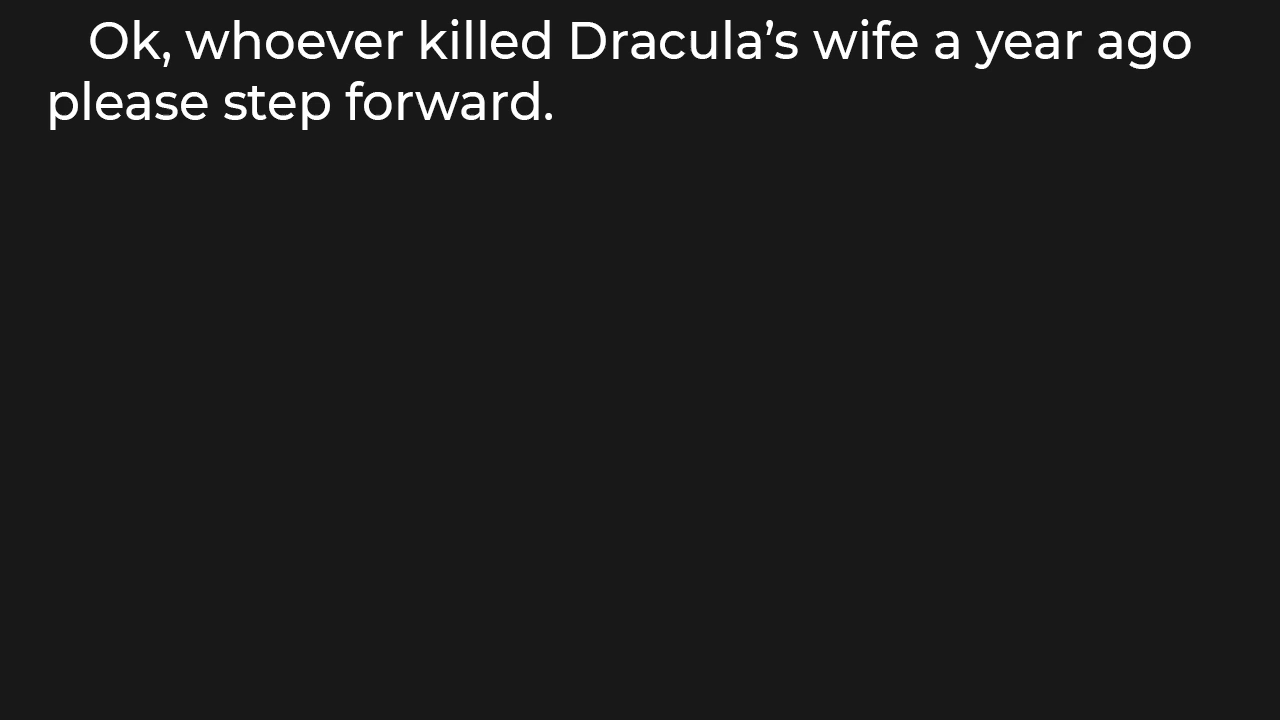 Ok, whoever killed Dracula’s wife a year ago
please step forward.